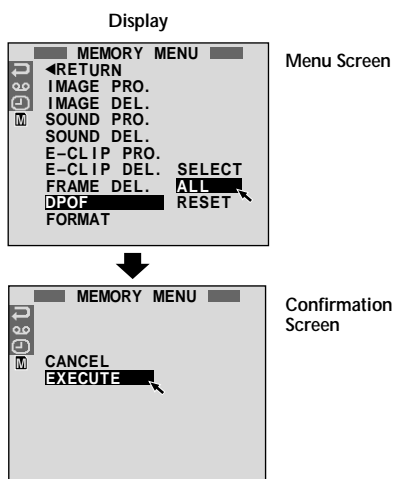 Display
MEMORY MENU
Menu Screen
◄RETURN
IMAGE PRO.
IMAGE DEL.
M SOUND PRO.
SOUND DEL.
E–CLIP PRO.
E–CLIP DEL. SELECT
FRAME DEL. ALL
DPOF RESET
FORMAT
MEMORY MENU
Confirmation
Screen
M CANCEL
EXECUTE